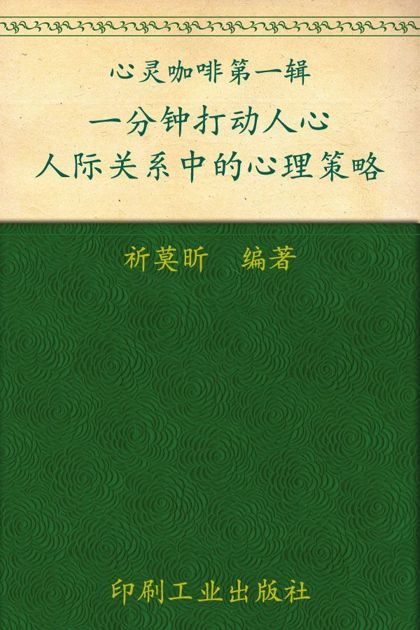 心灵咖啡第一辑
一分钟打动人心
人际关系中的心理策略
祈莫昕 编著
印刷工业出版社